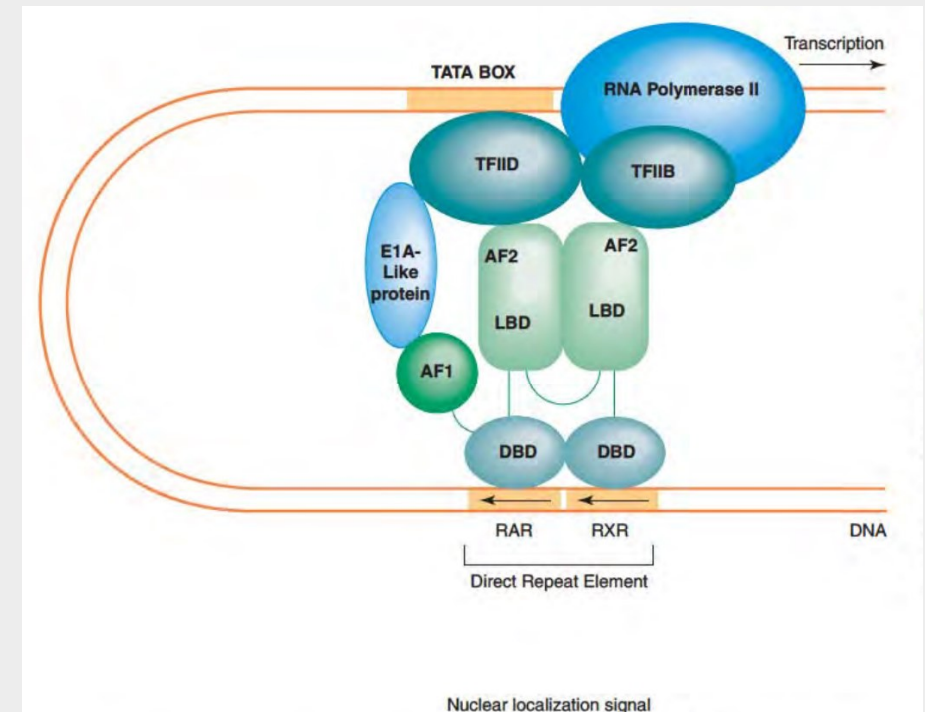 Transcription
TATA BOX
RNA Polymerase II
TFIID
TFIIB
E1A-
Like
protein
AF2
AF2
LBD
LBD
AF1
DBD
DBD
RAR
RXR
DNA
Direct Repeat Element
Nuclear localization signal